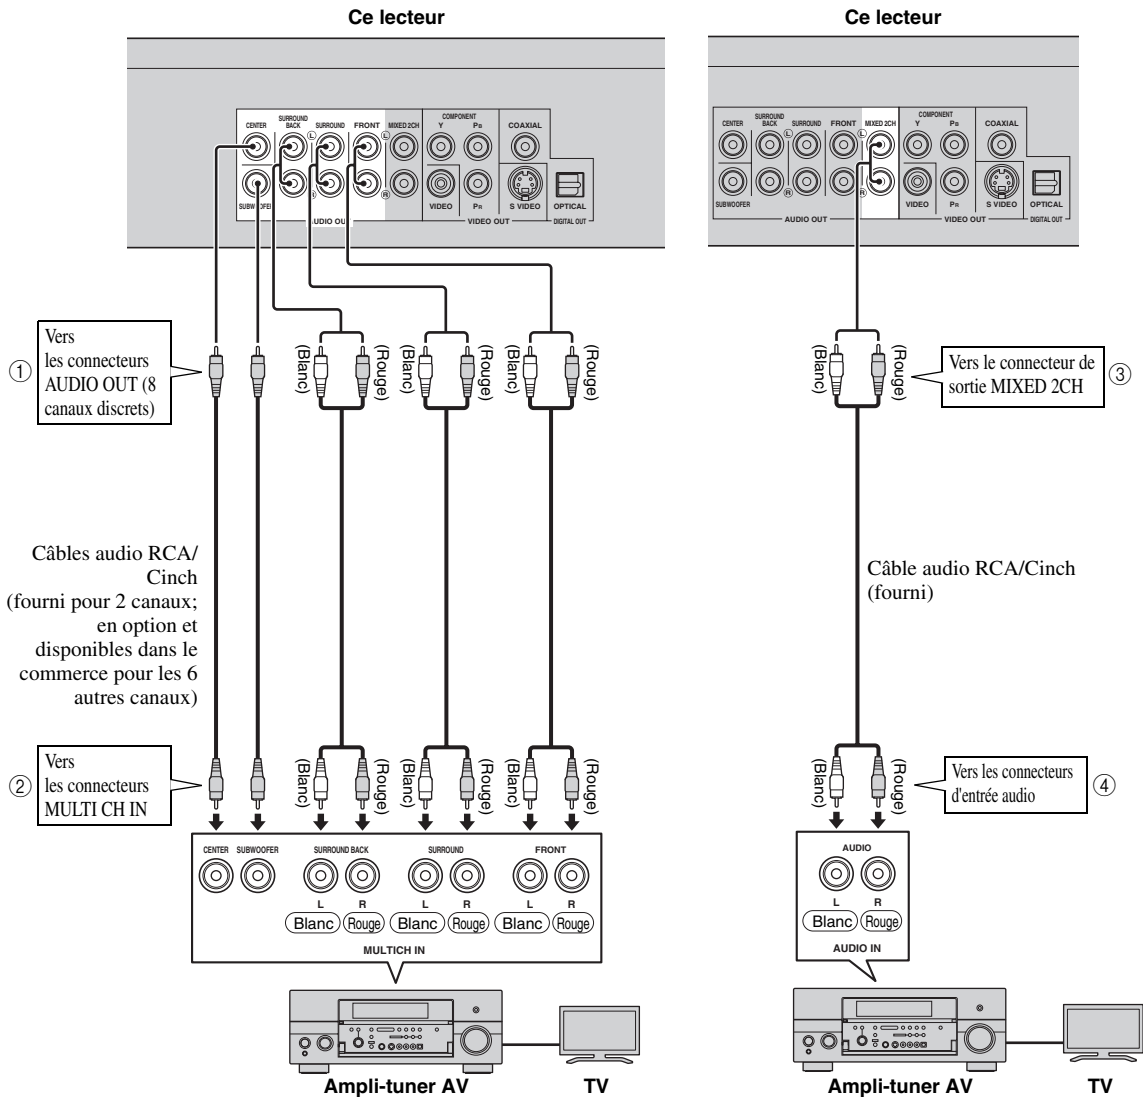 Ce lecteur
CENTER
SURROUND BACK
SURROUND
FRONT
MIXED 2CH
COMPONENT
Y
PB
COAXIAL
L
R
SUBWOOFER
VIDEO
PR
S VIDEO
OPTICAL
AUDIO OUT
VIDEO OUT
DIGITAL OUT
① Vers
les connecteurs
AUDIO OUT (8
canaux discrets)
(Blanc)
(Rouge)
(Blanc)
(Rouge)
(Blanc)
(Rouge)
Câbles audio RCA/
Cinch
(fourni pour 2 canaux;
en option et
disponibles dans le
commerce pour les 6
autres canaux)
② Vers
les connecteurs
MULTI CH IN
(Blanc)
(Rouge)
(Blanc)
(Rouge)
(Blanc)
(Rouge)
CENTER
SUBWOOFER
SURROUND BACK
SURROUND
FRONT
L
R
L
R
L
R
Blanc
Rouge
Blanc
Rouge
Blanc
Rouge
MULTICH IN
Ampli-tuner AV
TV
Ce lecteur
CENTER
SURROUND BACK
SURROUND
FRONT
MIXED 2CH
COMPONENT
Y
PB
COAXIAL
L
L
R
R
SUBWOOFER
VIDEO
PR
S VIDEO
OPTICAL
AUDIO OUT
VIDEO OUT
DIGITAL OUT
(Blanc)
(Rouge)
Vers le connecteur de
sortie MIXED 2CH
③
Câble audio RCA/Cinch
(fourni)
(Blanc)
(Rouge)
Vers les connecteurs
d'entrée audio
④
AUDIO
L
R
Blanc
Rouge
AUDIO IN
Ampli-tuner AV
TV